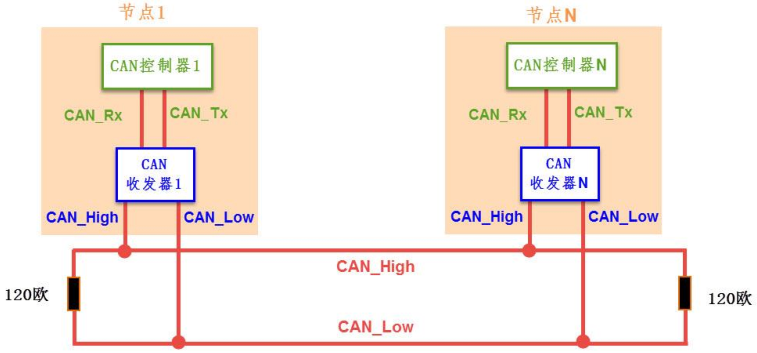 节点1
节点N
CAN控制器1
CAN控制器N
CAN_Rx
CAN_Tx
CAN_Rx
CAN_Tx
CAN
收发器1
CAN
收发器N
CAN_High
CAN_Low
CAN_High
CAN_Low
CAN_High
120欧
120欧
CAN_Low